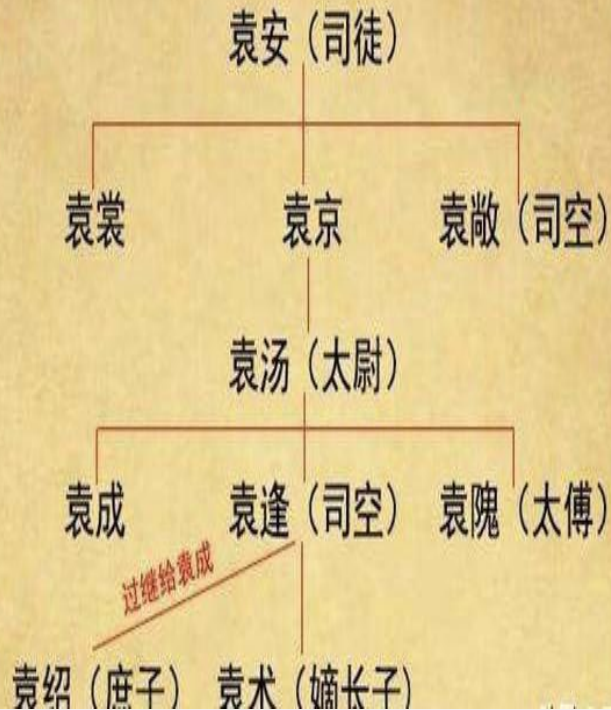 袁安（司徒）
袁裳 袁京 袁敞（司空）
袁汤（太尉）
袁成 袁逢（司空） 袁隗（太傅）
过继给袁成
袁绍（庶子） 袁术（嫡长子）